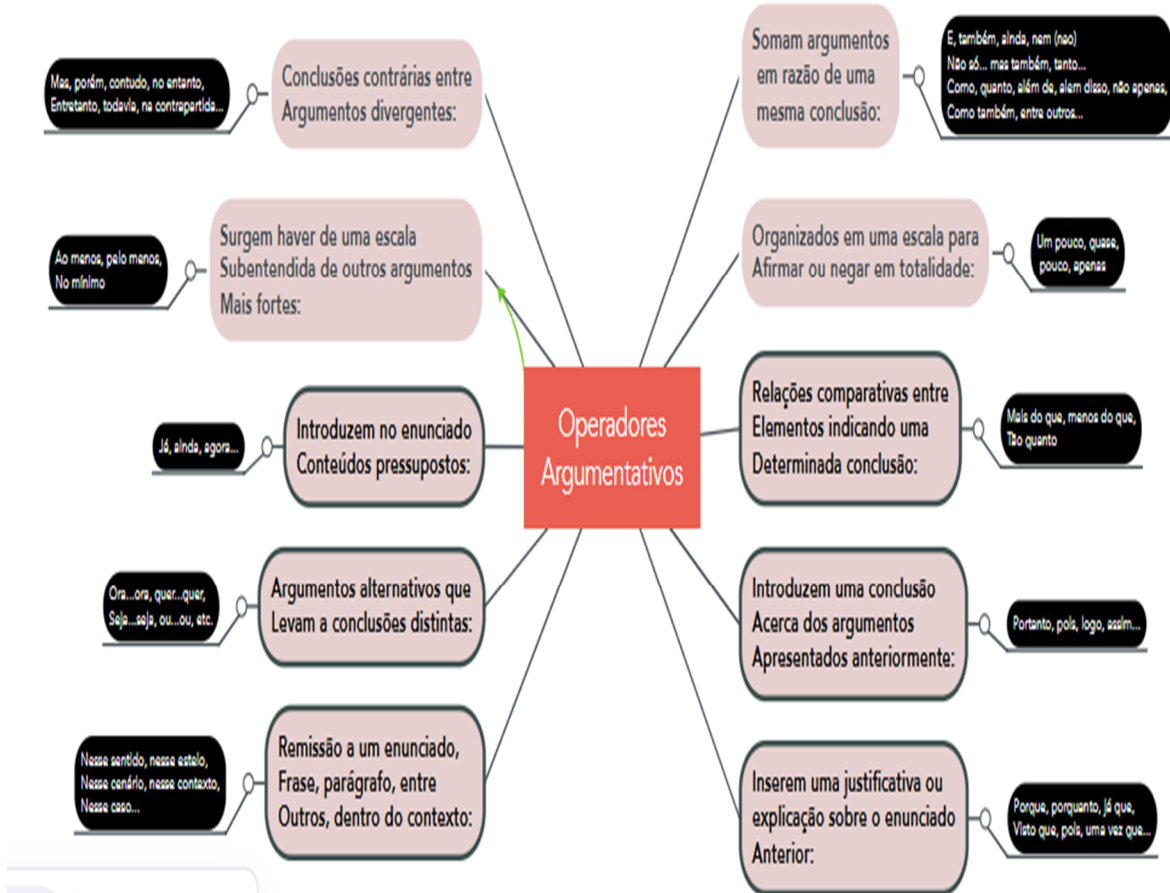 Operadores
Argumentativos
Conclusões contrárias entre
Argumentos divergentes:
Mas, porém, contudo, no entanto,
Entretanto, todavia, na contrapartida...
Surgem haver de uma escala
Subentendida de outros argumentos
Mais fortes:
Ao menos, pelo menos,
No mínimo
Introduzem no enunciado
Conteúdos pressupostos:
Já, ainda, agora...
Argumentos alternativos que
Levam a conclusões distintas:
Ora...ora, quer...quer,
Seja...seja, ou...ou, etc.
Remissão a um enunciado,
Frase, parágrafo, entre
Outros, dentro do contexto:
Nesse sentido, nesse esteio,
Nesse cenário, nesse contexto,
Nesse caso...
Somam argumentos
em razão de uma
mesma conclusão:
E, também, ainda, nem (nao)
Não só... mas também, tanto...
Como, quanto, além de, alem disso, não apenas,
Como também, entre outros...
Organizados em uma escala para
Afirmar ou negar em totalidade:
Um pouco, quase,
pouco, apenas
Relações comparativas entre
Elementos indicando uma
Determinada conclusão:
Mais do que, menos do que,
Tão quanto
Introduzem uma conclusão
Acerca dos argumentos
Apresentados anteriormente:
Portanto, pois, logo, assim...
Inserem uma justificativa ou
explicação sobre o enunciado
Anterior:
Porque, porquanto, já que,
Visto que, pois, uma vez que...